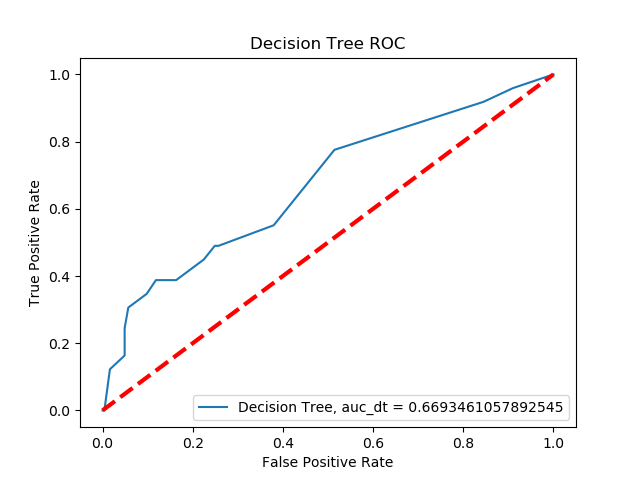 Decision Tree ROC
1.0
0.8
0.6
0.4
0.2
0.0
True Positive Rate
Decision Tree, auc_dt = 0.6693461057892545
0.0 0.2 0.4 0.6 0.8 1.0
False Positive Rate